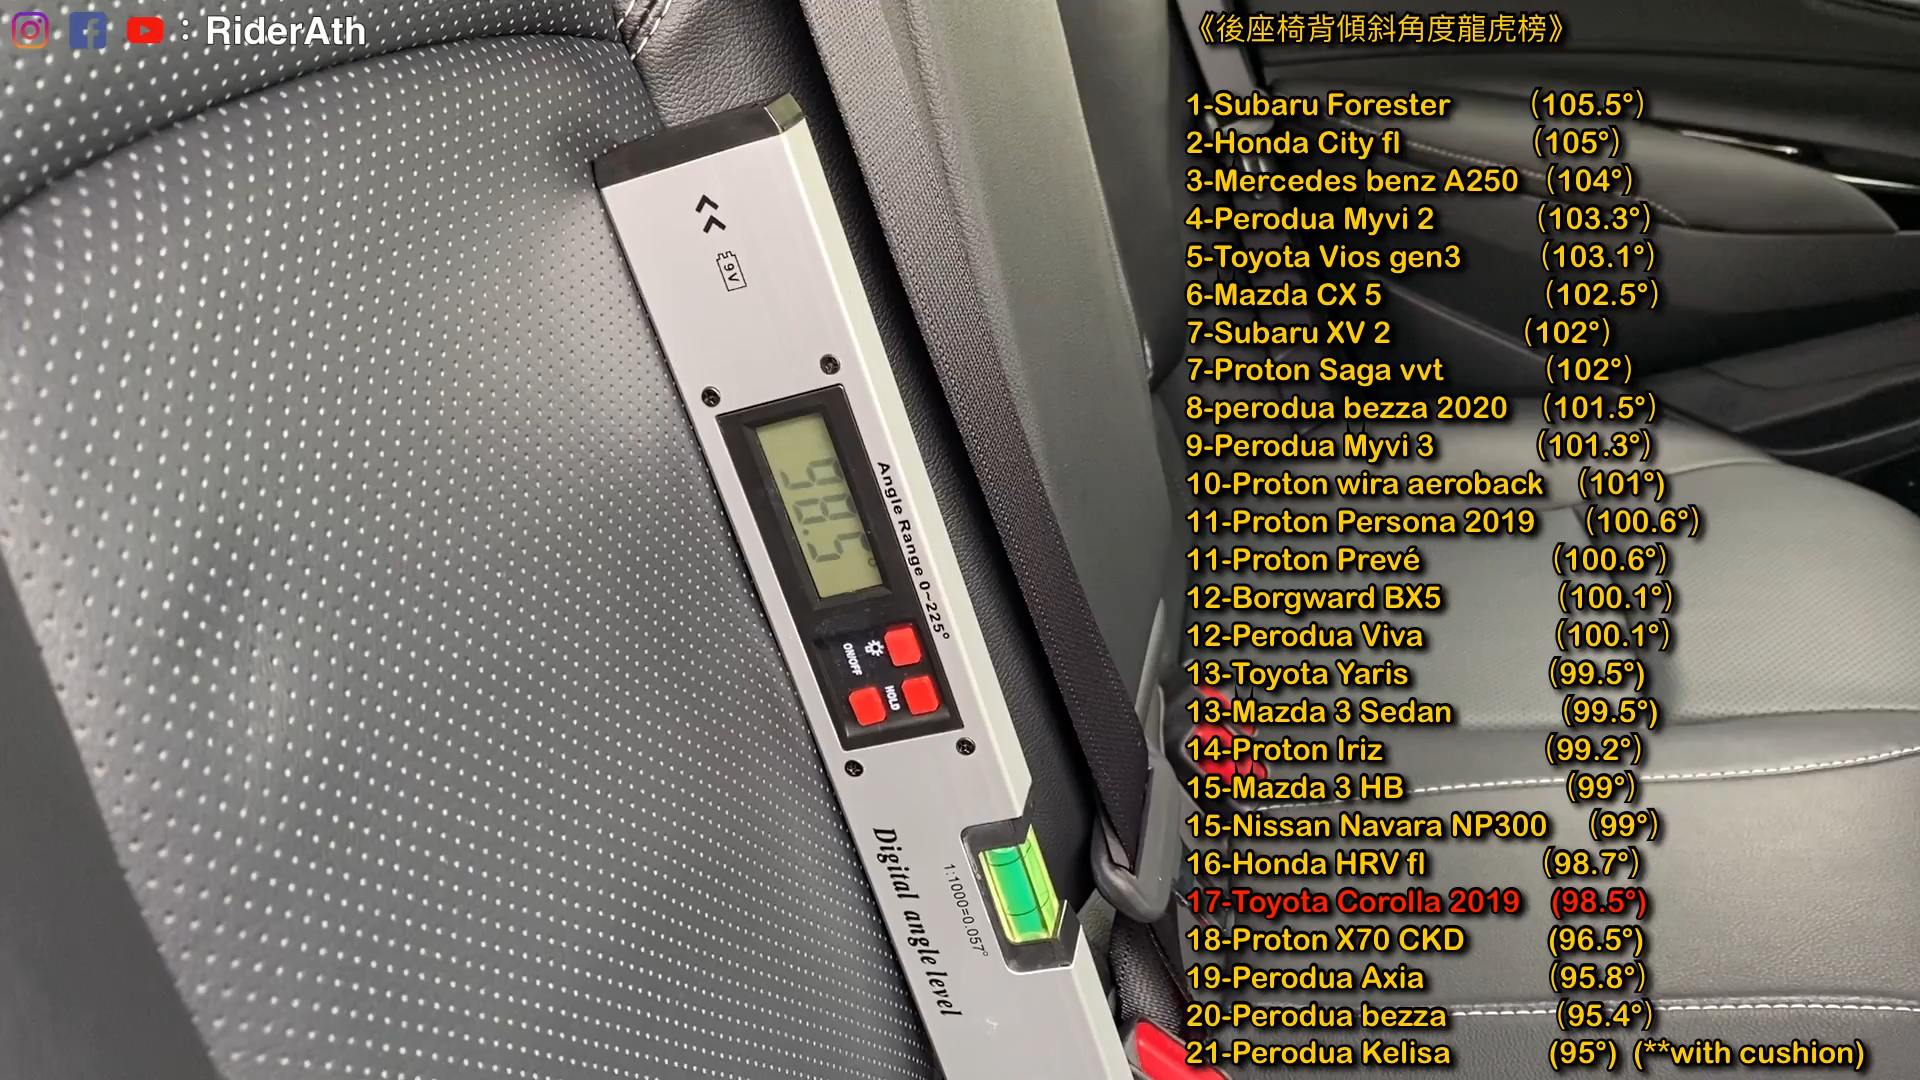 : RiderAth
《後座椅背傾斜角度龍虎榜》
1-Subaru Forester (105.5°)
2-Honda City fl (105°)
3-Mercedes benz A250 (104°)
4-Perodua Myvi 2 (103.3°)
5-Toyota Vios gen3 (103.1°)
6-Mazda CX 5 (102.5°)
7-Subaru XV 2 (102°)
7-Proton Saga vvt (102°)
8-perodua bezza 2020 (101.5°)
9-Perodua Myvi 3 (101.3°)
10-Proton wira aeroback (101°)
11-Proton Persona 2019 (100.6°)
11-Proton Prevé (100.6°)
12-Borgward BX5 (100.1°)
12-Perodua Viva (100.1°)
13-Toyota Yaris (99.5°)
13-Mazda 3 Sedan (99.5°)
14-Proton Iriz (99.2°)
15-Mazda 3 HB (99°)
15-Nissan Navara NP300 (99°)
16-Honda HRV fl (98.7°)
17-Toyota Corolla 2019 (98.5°)
18-Proton X70 CKD (96.5°)
19-Perodua Axia (95.8°)
20-Perodua bezza (95.4°)
21-Perodua Kelisa (95°) (**with cushion)
9V
98.5°
Angle Range 0~225°
ON/OFF
HOLD
Digital angle level
1:1000=0.057°